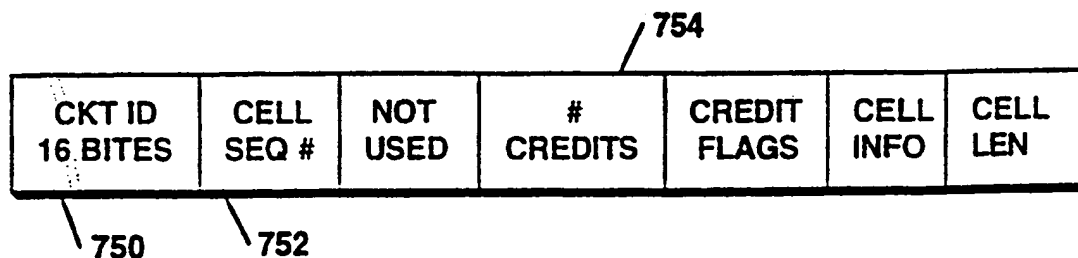 754
CKT ID
16 BITES
CELL
SEQ #
NOT
USED
#
CREDITS
CREDIT
FLAGS
CELL
INFO
CELL
LEN
750
752